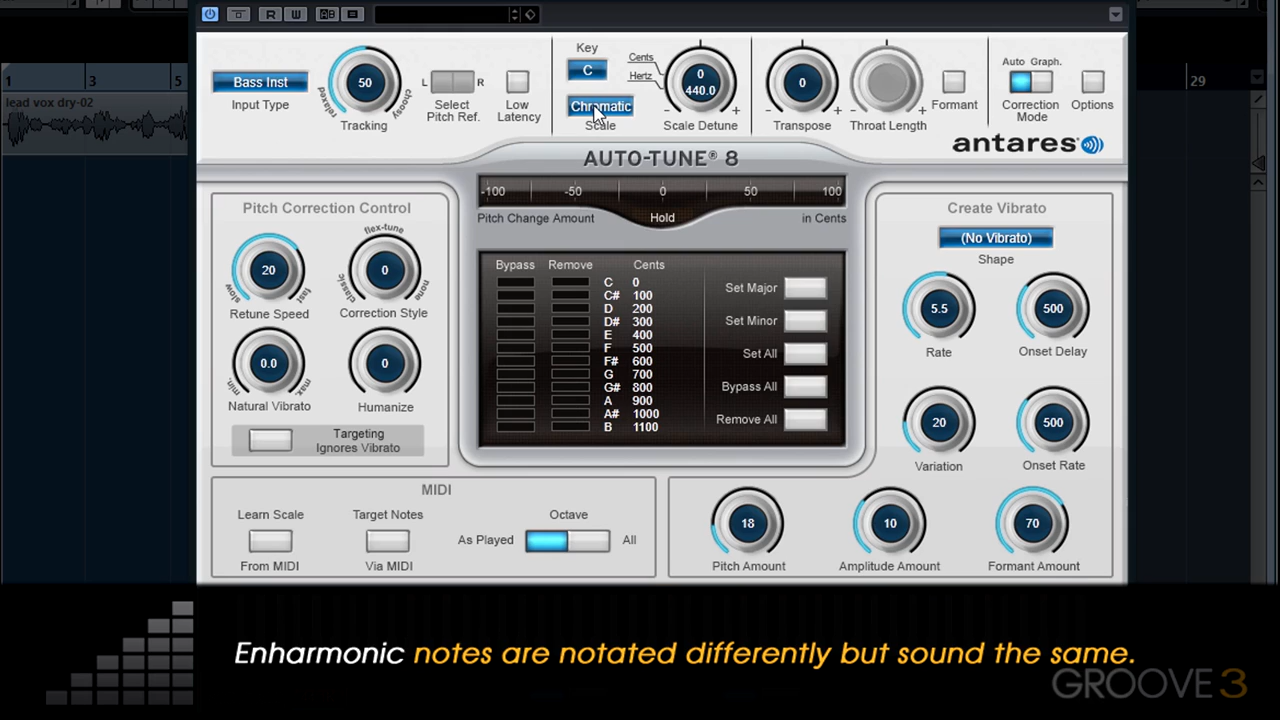 R W AB
1 3 5 29
lead vox dry-02
Bass Inst
Input Type
relaxed 50 choosy
Tracking
L R
Select
Pitch Ref.
Low
Latency
Key
C
Chromatic
Scale
Cents
Hertz
0
440.0
- +
Scale Detune
0
- +
Transpose
- +
Throat Length
Formant
Auto Graph.
Correction
Mode
Options
antares
AUTO-TUNE® 8
-100 -50 0 50 100
Pitch Change Amount Hold in Cents
Pitch Correction Control
20
slow fast
Retune Speed
flex-tune
0
classic none
Correction Style
0.0
min. max.
Natural Vibrato
0
Humanize
Targeting
Ignores Vibrato
Bypass Remove Cents
C 0
C# 100
D 200
D# 300
E 400
F 500
F# 600
G 700
G# 800
A 900
A# 1000
B 1100
Set Major
Set Minor
Set All
Bypass All
Remove All
Create Vibrato
(No Vibrato)
Shape
5.5
Rate
500
Onset Delay
20
Variation
500
Onset Rate
MIDI
Learn Scale
From MIDI
Target Notes
Via MIDI
Octave
As Played All
18
Pitch Amount
10
Amplitude Amount
70
Formant Amount
Enharmonic notes are notated differently but sound the same.
GROOVE 3